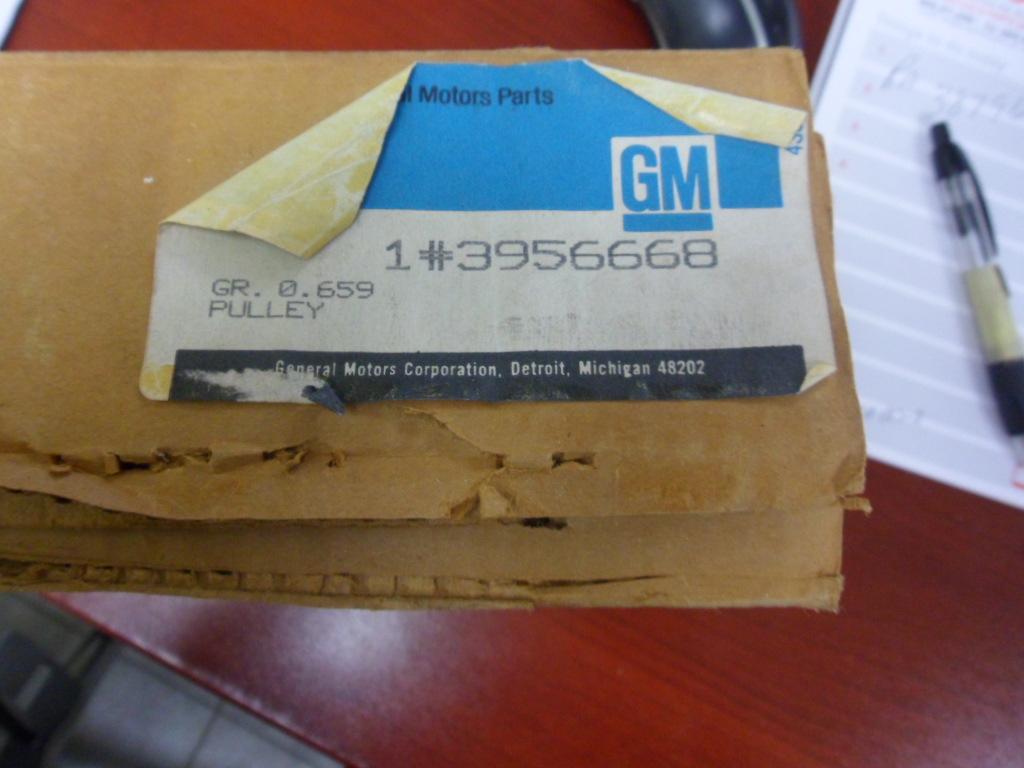 l Motors Parts
GM
1#3956668
GR. 0.659
PULLEY
General Motors Corporation, Detroit, Michigan 48202